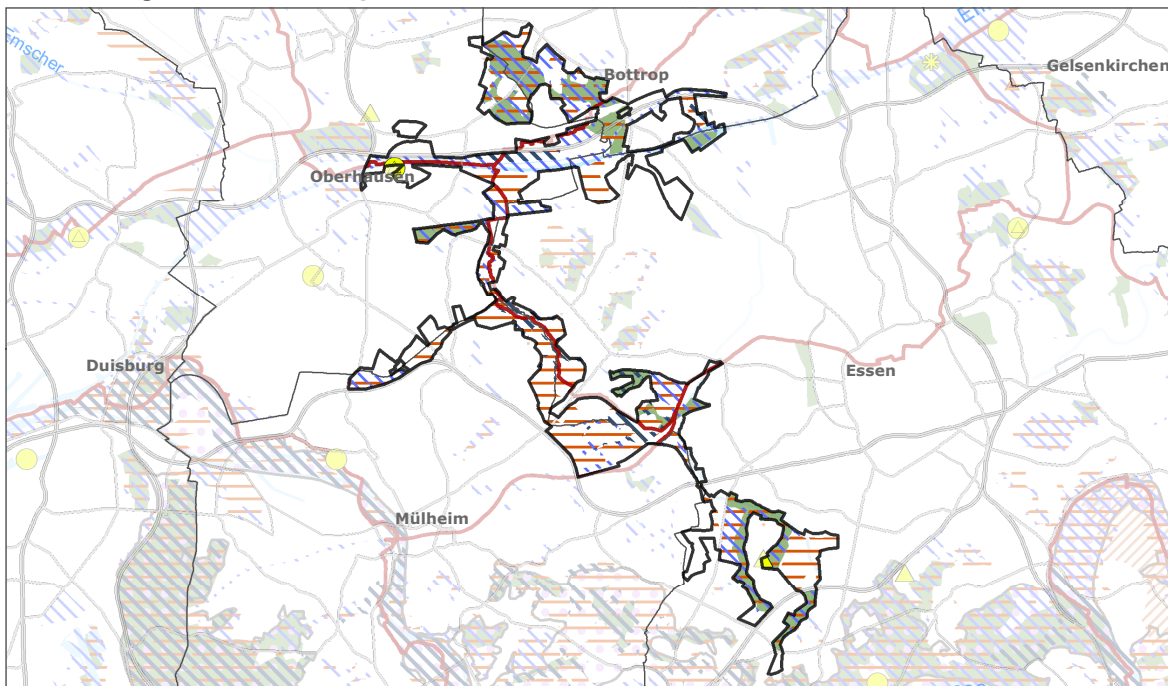 Emscher
Bottrop
Gelsenkirchen
Oberhausen
Duisburg
Essen
Mülheim